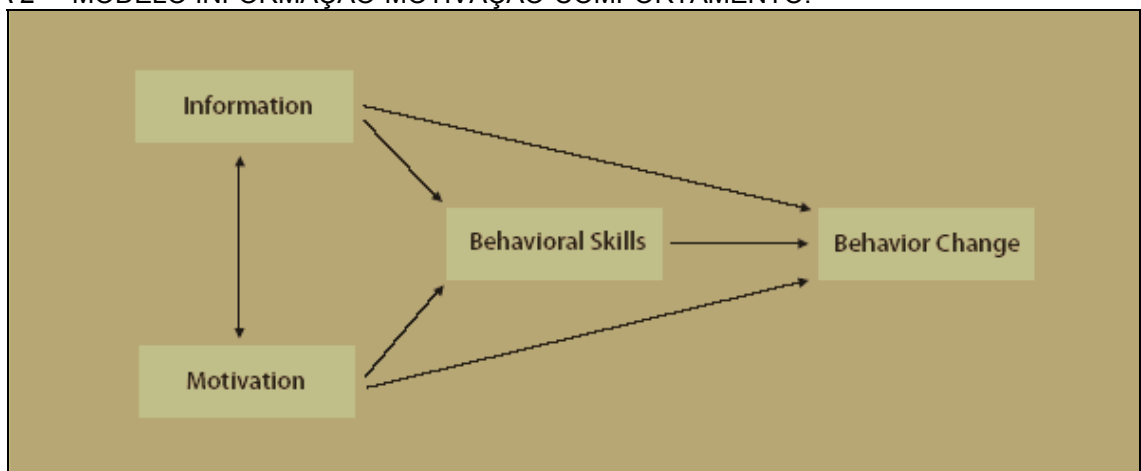 MODELO INFORMAÇÃO-MOTIVAÇÃO-COMPORTAMENTO.
Information
Behavioral Skills
Behavior Change
Motivation